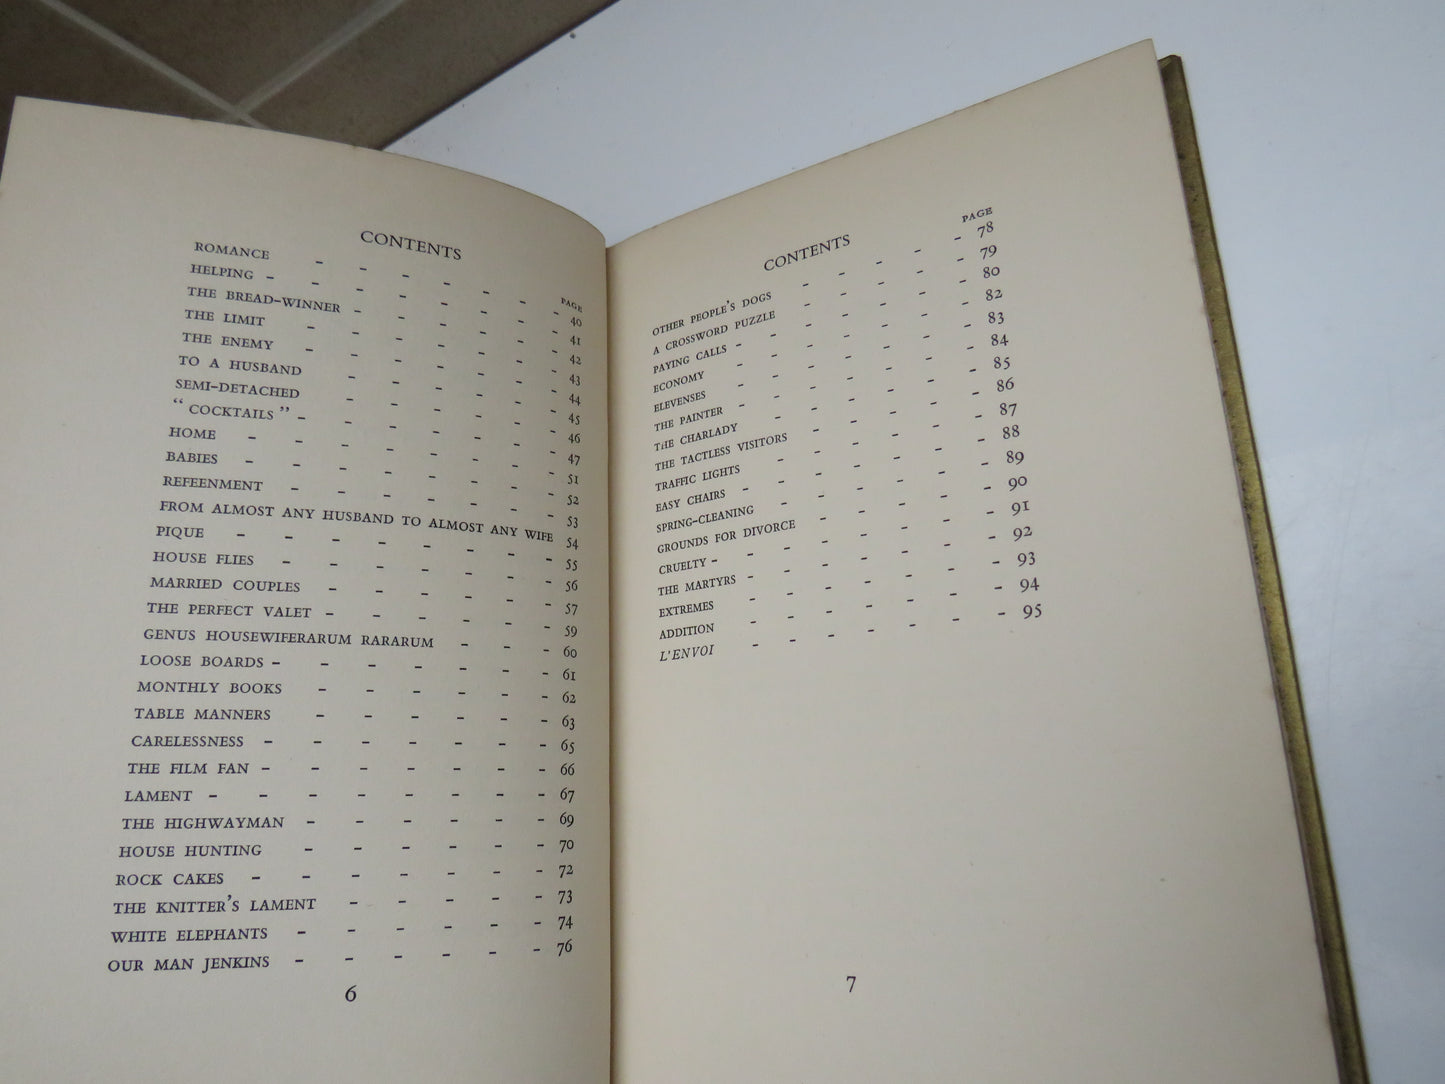 CONTENTS
PAGE
ROMANCE - - - - - - 40
HELPING - - - - - - - 41
THE BREAD-WINNER - - - - - 42
THE LIMIT - - - - - - 43
THE ENEMY - - - - - - 44
TO A HUSBAND - - - - - 45
SEMI-DETACHED - - - - - 46
"COCKTAILS" - - - - - - 47
HOME - - - - - - - 51
BABIES - - - - - - - 52
REFEENMENT - - - - - - 53
FROM ALMOST ANY HUSBAND TO ALMOST ANY WIFE 54
PIQUE - - - - - - - 55
HOUSE FLIES - - - - - - 56
MARRIED COUPLES - - - - - 57
THE PERFECT VALET - - - - - 59
GENUS HOUSEWIFERARUM RARARUM - - - 60
LOOSE BOARDS - - - - - - 61
MONTHLY BOOKS - - - - - 62
TABLE MANNERS - - - - - - 63
CARELESSNESS - - - - - - - 65
THE FILM FAN - - - - - - - 66
LAMENT - - - - - - - - 67
THE HIGHWAYMAN - - - - - - 69
HOUSE HUNTING - - - - - - 70
ROCK CAKES - - - - - - - 72
THE KNITTER'S LAMENT - - - - - 73
WHITE ELEPHANTS - - - - - - 74
OUR MAN JENKINS - - - - - - 76
6
CONTENTS
PAGE
OTHER PEOPLE'S DOGS - - - - - 78
A CROSSWORD PUZZLE - - - - - 79
PAYING CALLS - - - - - - 80
ECONOMY - - - - - - 82
ELEVENSES - - - - - - 83
THE PAINTER - - - - - - 84
THE CHARLADY - - - - - - 85
THE TACTLESS VISITORS - - - - - 86
TRAFFIC LIGHTS - - - - - - 87
EASY CHAIRS - - - - - - 88
SPRING-CLEANING - - - - - - 89
GROUNDS FOR DIVORCE - - - - - 90
CRUELTY - - - - - - - 91
THE MARTYRS - - - - - - 92
EXTREMES - - - - - - - 93
ADDITION - - - - - - - 94
L'ENVOI - - - - - - - 95
7